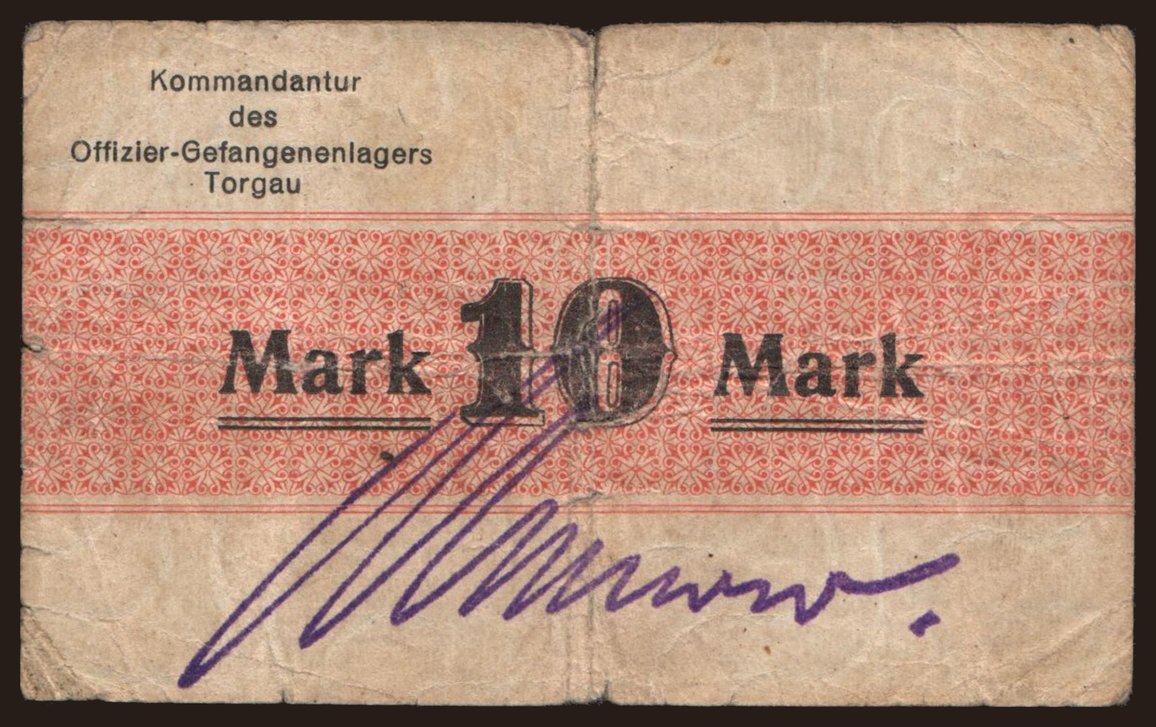 Kommandantur
des
Offizier-Gefangenenlagers
Torgau
Mark 10 Mark